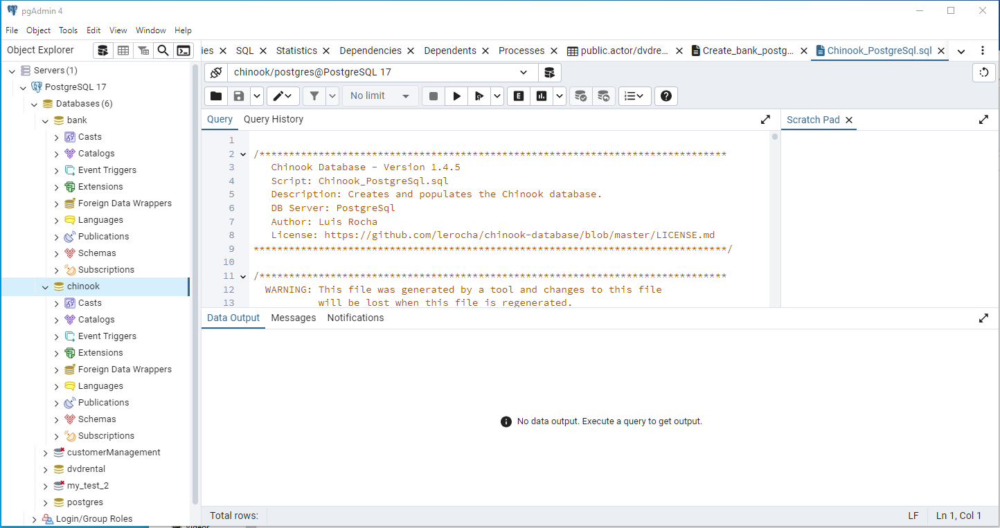 pgAdmin 4
File Object Tools Edit View Window Help
Object Explorer
ies SQL Statistics Dependencies Dependents Processes public.actor/dvdre... Create_bank_postg... Chinook_PostgreSql.sql
Servers (1)
PostgreSQL 17
Databases (6)
bank
Casts
Catalogs
Event Triggers
Extensions
Foreign Data Wrappers
Languages
Publications
Schemas
Subscriptions
chinook
Casts
Catalogs
Event Triggers
Extensions
Foreign Data Wrappers
Languages
Publications
Schemas
Subscriptions
customerManagement
dvdrental
my_test_2
postgres
Login/Group Roles
chinook/postgres@PostgreSQL 17
No limit
E
Query Query History
Scratch Pad
1
2 /*******************************************************************************
3 Chinook Database - Version 1.4.5
4 Script: Chinook_PostgreSql.sql
5 Description: Creates and populates the Chinook database.
6 DB Server: PostgreSql
7 Author: Luis Rocha
8 License: https://github.com/lerocha/chinook-database/blob/master/LICENSE.md
9 ********************************************************************************/
10
11 /*******************************************************************************
12 WARNING: This file was generated by a tool and changes to this file
13 will be lost when this file is regenerated.
Data Output Messages Notifications
No data output. Execute a query to get output.
Total rows:
LF Ln 1, Col 1